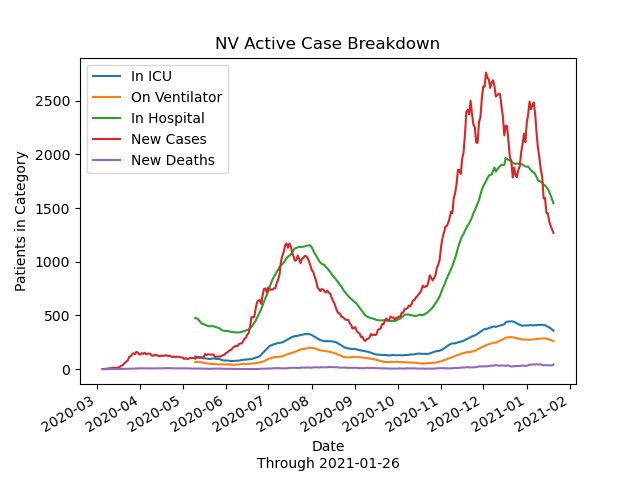 NV Active Case Breakdown
In ICU
On Ventilator
In Hospital
New Cases
New Deaths
Patients in Category
2500
2000
1500
1000
500
0
2020-03
2020-04
2020-05
2020-06
2020-07
2020-08
2020-09
2020-10
2020-11
2020-12
2021-01
2021-02
Date
Through 2021-01-26